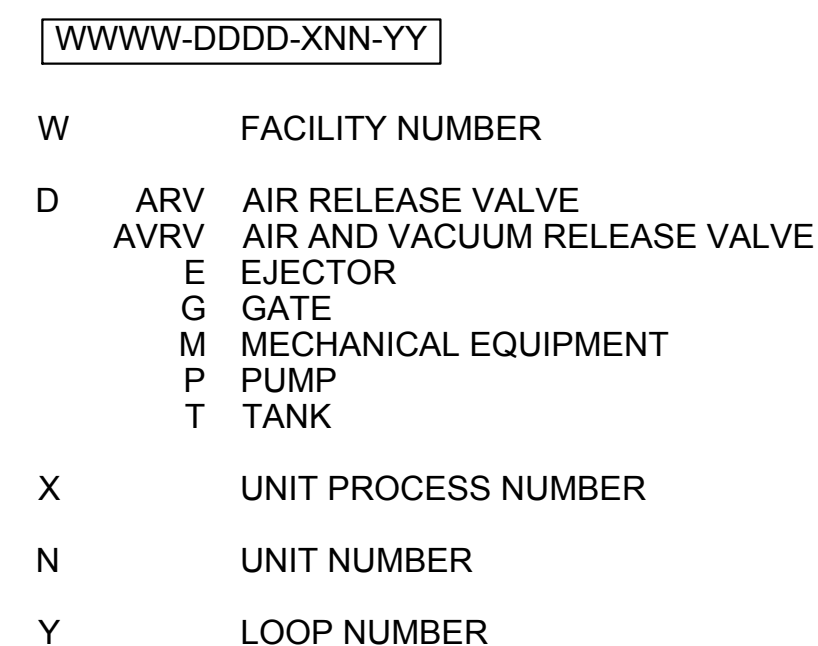 WWWW-DDDD-XNN-YY
W FACILITY NUMBER
D ARV AIR RELEASE VALVE
AVRV AIR AND VACUUM RELEASE VALVE
E EJECTOR
G GATE
M MECHANICAL EQUIPMENT
P PUMP
T TANK
X UNIT PROCESS NUMBER
N UNIT NUMBER
Y LOOP NUMBER